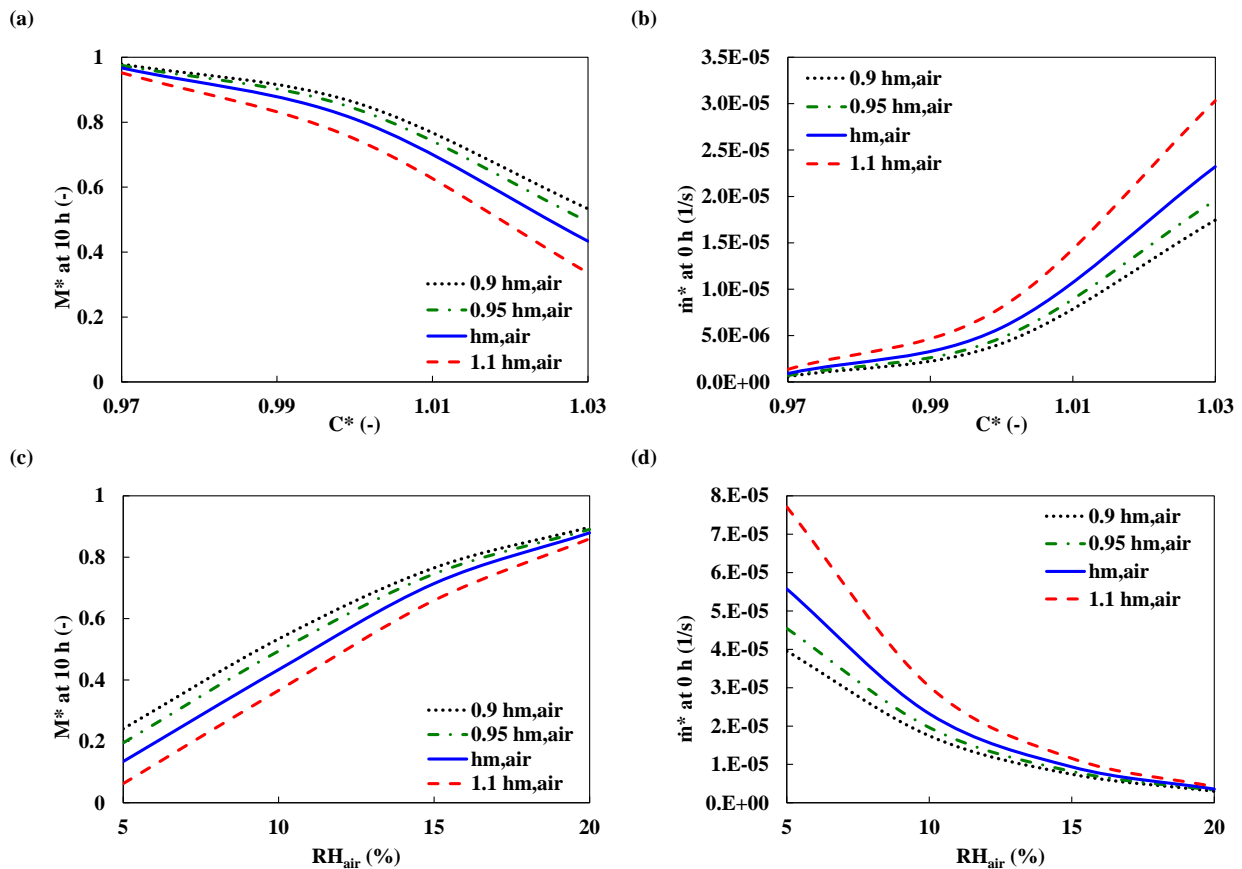 (a)
M* at 10 h (-)
1
0.8
0.6
0.4
0.2
0
0.97
0.99
1.01
1.03
C* (-)
0.9 hm,air
0.95 hm,air
hm,air
1.1 hm,air
(b)
ṁ* at 0 h (1/s)
3.5E-05
3.0E-05
2.5E-05
2.0E-05
1.5E-05
1.0E-05
5.0E-06
0.0E+00
0.97
0.99
1.01
1.03
C* (-)
0.9 hm,air
0.95 hm,air
hm,air
1.1 hm,air
(c)
M* at 10 h (-)
1
0.8
0.6
0.4
0.2
0
5
10
15
20
RHair (%)
0.9 hm,air
0.95 hm,air
hm,air
1.1 hm,air
(d)
ṁ* at 0 h (1/s)
8.E-05
7.E-05
6.E-05
5.E-05
4.E-05
3.E-05
2.E-05
1.E-05
0.E+00
5
10
15
20
RHair (%)
0.9 hm,air
0.95 hm,air
hm,air
1.1 hm,air